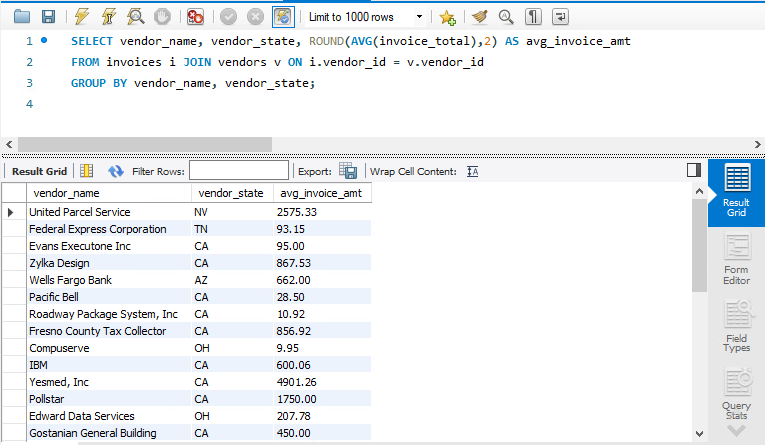 Limit to 1000 rows
1 SELECT vendor_name, vendor_state, ROUND(AVG(invoice_total),2) AS avg_invoice_amt
2 FROM invoices i JOIN vendors v ON i.vendor_id = v.vendor_id
3 GROUP BY vendor_name, vendor_state;
4
Result Grid Filter Rows: Export: Wrap Cell Content: IA
vendor_name vendor_state avg_invoice_amt
United Parcel Service NV 2575.33
Federal Express Corporation TN 93.15
Evans Executone Inc CA 95.00
Zylka Design CA 867.53
Wells Fargo Bank AZ 662.00
Pacific Bell CA 28.50
Roadway Package System, Inc CA 10.92
Fresno County Tax Collector CA 856.92
Compuserve OH 9.95
IBM CA 600.06
Yesmed, Inc CA 4901.26
Pollstar CA 1750.00
Edward Data Services OH 207.78
Gostanian General Building CA 450.00
Result
Grid
Form
Editor
Field
Types
Query
Stats